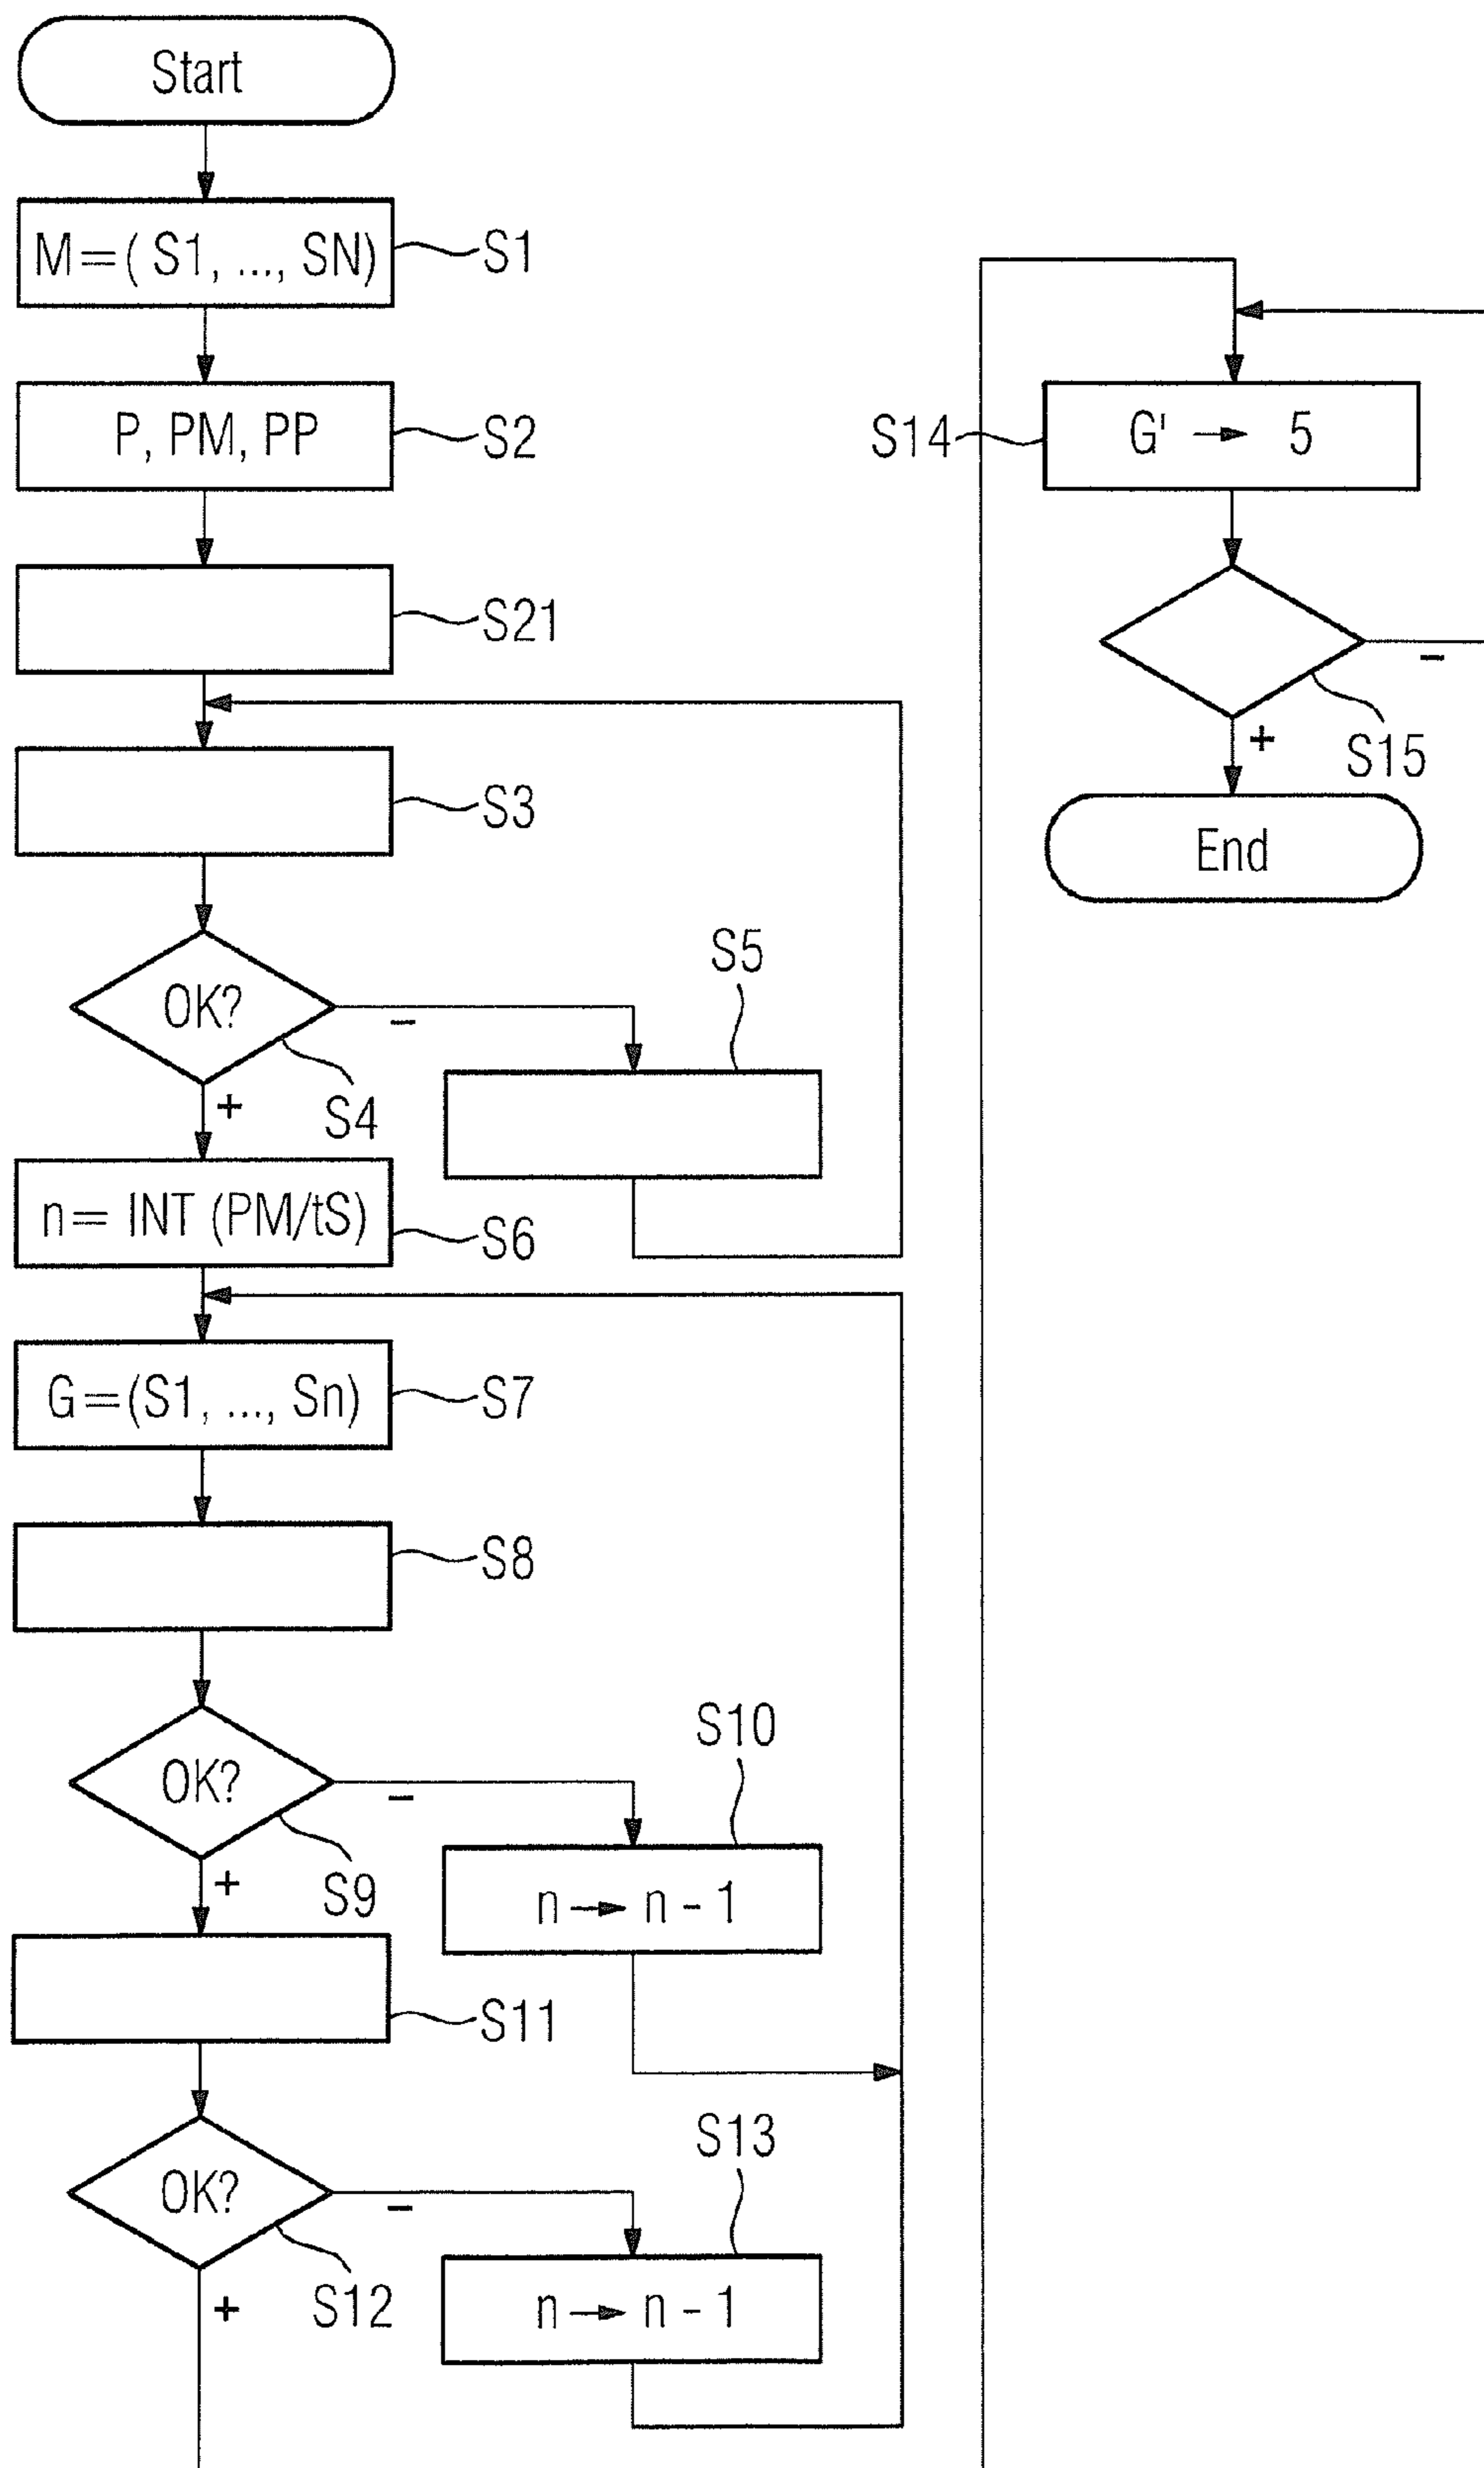 Start
M=( S1, ..., SN)
S1
P, PM, PP
S2
S21
S3
OK?
-
S4
+
S5
n= INT (PM/tS)
S6
G=(S1, ..., Sn)
S7
S8
OK?
-
S9
+
S10
n → n - 1
S11
OK?
-
S12
+
S13
n → n - 1
S14
G' → 5
-
S15
+
End